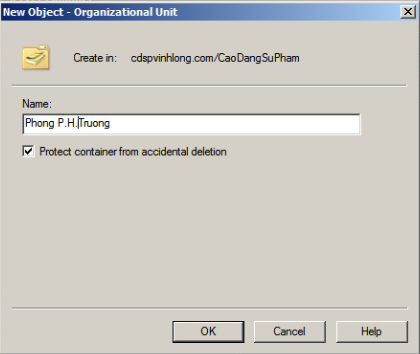 New Object - Organizational Unit
Create in: cdspvinhlong.com/CaoDangSuPham
Name:
Phong P.H.Truong
Protect container from accidental deletion
OK Cancel Help